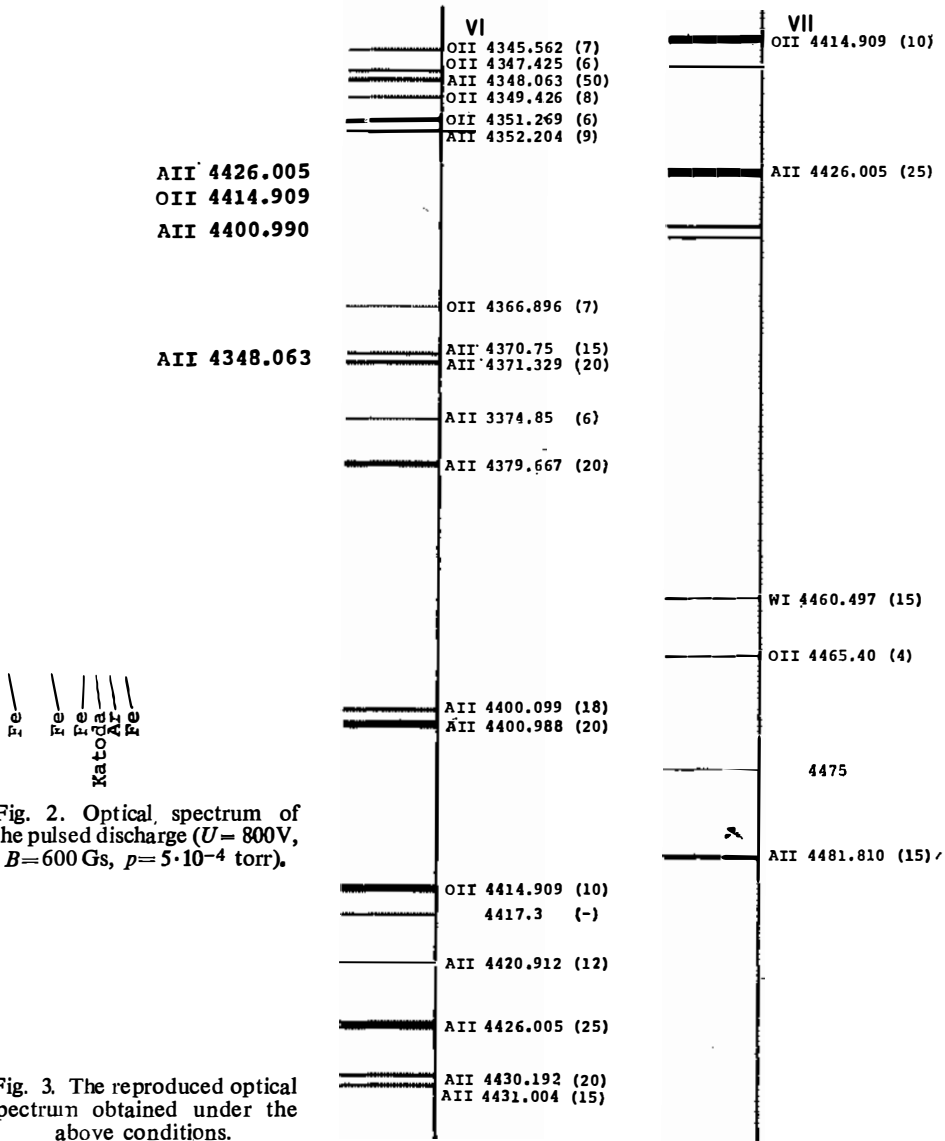 AII 4426.005
OII 4414.909
AII 4400.990
AII 4348.063
Fe
Fe
Fe
Katoda
Ar
Fe
Fig. 2. Optical spectrum of
the pulsed discharge (U = 800V,
B=600 Gs, p= 5·10⁻⁴ torr).
Fig. 3. The reproduced optical
spectrum obtained under the
above conditions.
VI
OII 4345.562 (7)
OII 4347.425 (6)
AII 4348.063 (50)
OII 4349.426 (8)
OII 4351.269 (6)
AII 4352.204 (9)
OII 4366.896 (7)
AII 4370.75 (15)
AII 4371.329 (20)
AII 3374.85 (6)
AII 4379.667 (20)
AII 4400.099 (18)
AII 4400.988 (20)
OII 4414.909 (10)
4417.3 (-)
AII 4420.912 (12)
AII 4426.005 (25)
AII 4430.192 (20)
AII 4431.004 (15)
VII
OII 4414.909 (10)
AII 4426.005 (25)
WI 4460.497 (15)
OII 4465.40 (4)
4475
AII 4481.810 (15)